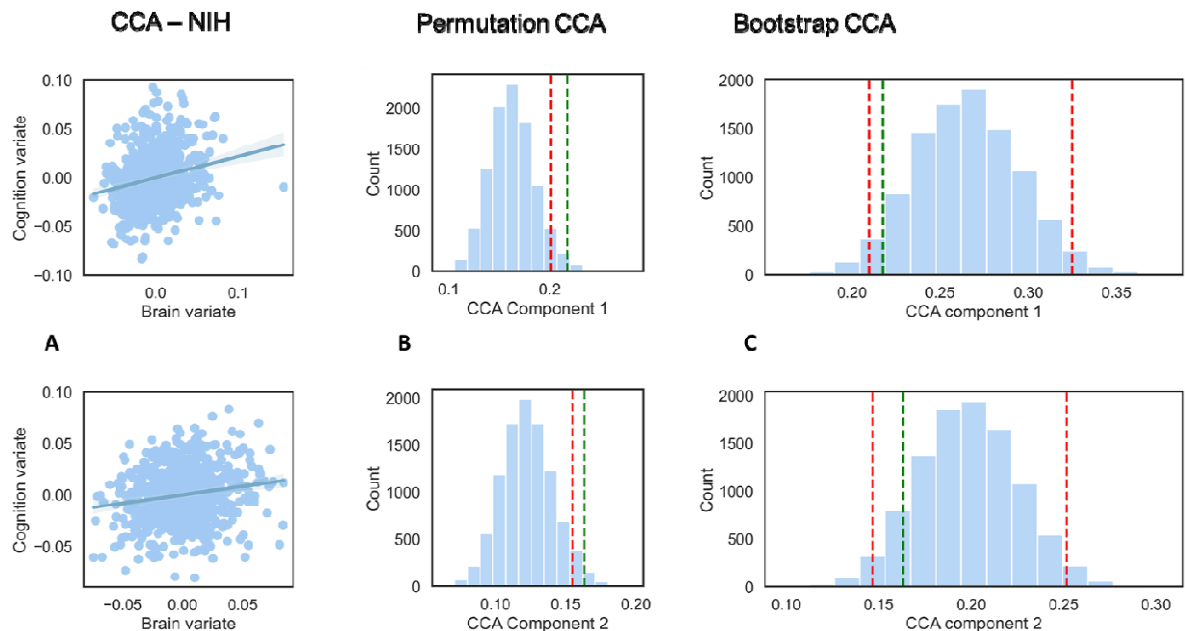 CCA – NIH
Permutation CCA
Bootstrap CCA
0.10
0.05
0.00
−0.05
−0.10
Cognition variate
0.0
0.1
Brain variate
2000
1500
1000
500
0
Count
0.1
0.2
CCA Component 1
2000
1500
1000
500
0
Count
0.20
0.25
0.30
0.35
CCA component 1
A
B
C
0.10
0.05
0.00
−0.05
Cognition variate
−0.05
0.00
0.05
Brain variate
2000
1500
1000
500
0
Count
0.10
0.15
0.20
CCA Component 2
2000
1500
1000
500
0
Count
0.10
0.15
0.20
0.25
0.30
CCA component 2